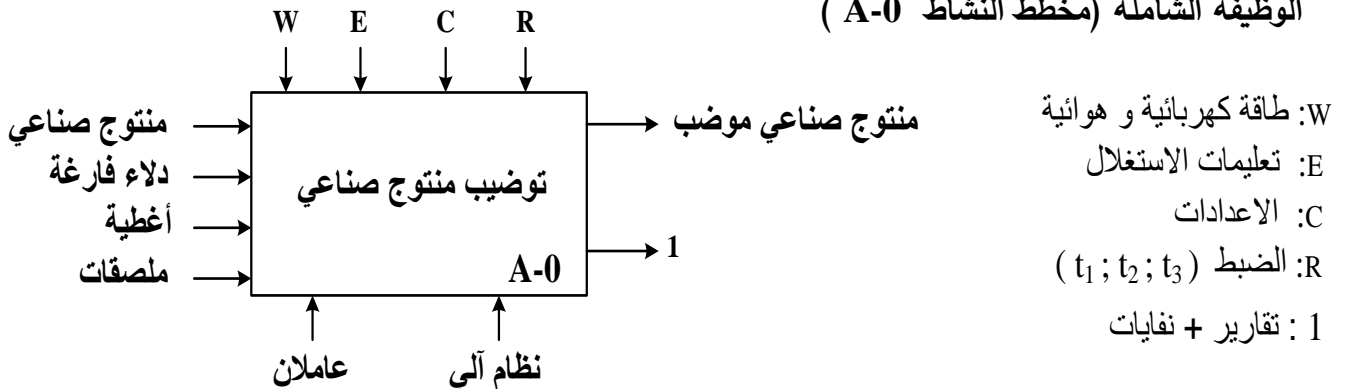 الوظيفة الشاملة (مخطط النشاط A-0 )
W E C R
منتوج صناعي
دلاء فارغة
أغطية
ملصقات
توضيب منتوج صناعي
A-0
منتوج صناعي موضب
1
عاملان
نظام آلي
W: طاقة كهربائية و هوائية
E: تعليمات الاستغلال
C: الاعدادات
R: الضبط ( t₁ ; t₂ ; t₃ )
1 : تقارير + نفايات